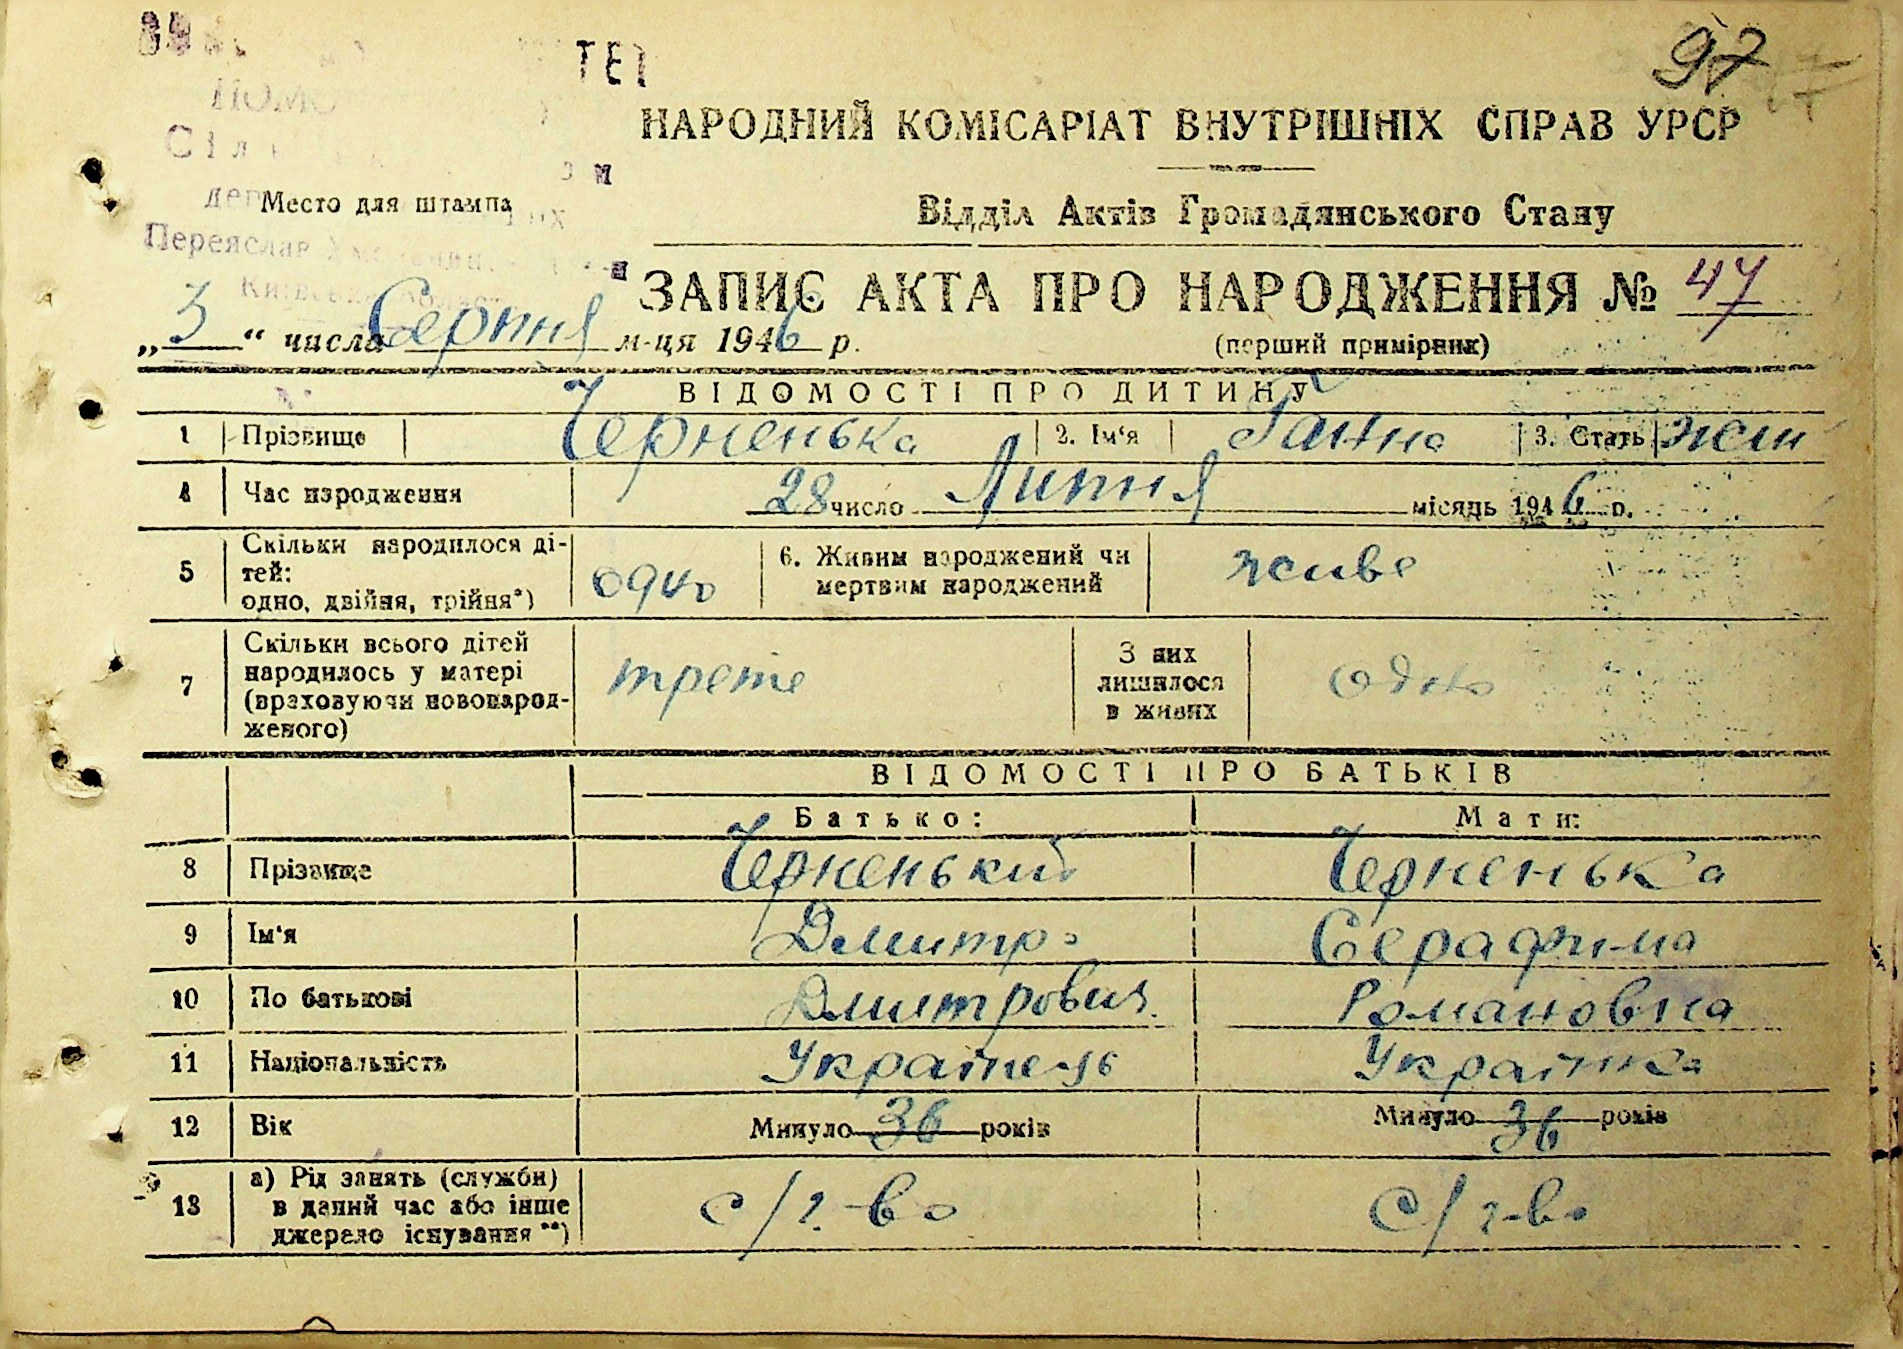 97
НАРОДНИЙ КОМІСАРІАТ ВНУТРІШНІХ СПРАВ УРСР
Место для штампа
Переяслав
Відділ Актів Громадянського Стану
ЗАПИС АКТА ПРО НАРОДЖЕННЯ № 47
„3“ числа Серпня м-ця 1946 р.
(перший примірник)
ВІДОМОСТІ ПРО ДИТИНУ
1 Прізвище Черненька 2. Ім‘я Ганна 3. Стать жін
4 Час народження 28 число Липня місяць 1946 р.
5 Скільки народилося ді-
тей:
одно, двійня, трійня*) одно 6. Живим народжений чи
мертвим народжений живе
7 Скільки всього дітей
народилось у матері
(враховуючи новонарод-
женого) третє З них
лишилося
в живих одно
ВІДОМОСТІ ПРО БАТЬКІВ
Батько: Мати:
8 Прізвище Черненький Черненька
9 Ім‘я Дмитро Серафима
10 По батькові Дмитрович Романовна
11 Національність Українець Українка
12 Вік Минуло 36 років Минуло 36 років
13 а) Рід занять (служби)
в даний час або інше
джерело існування**) с/г-во с/г-во